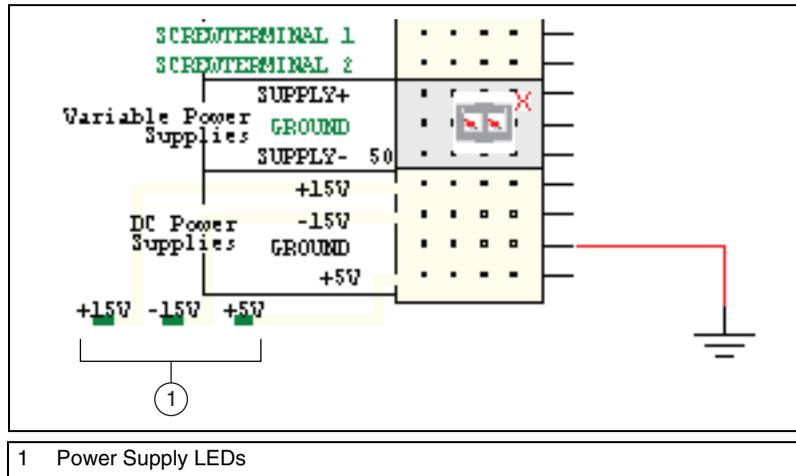 SCREWTERMINAL 1
SCREWTERMINAL 2
SUPPLY+
Variable Power
Supplies
GROUND
SUPPLY- 50
+15V
DC Power
Supplies
-15V
GROUND
+5V
+15V -15V +5V
1
1 Power Supply LEDs